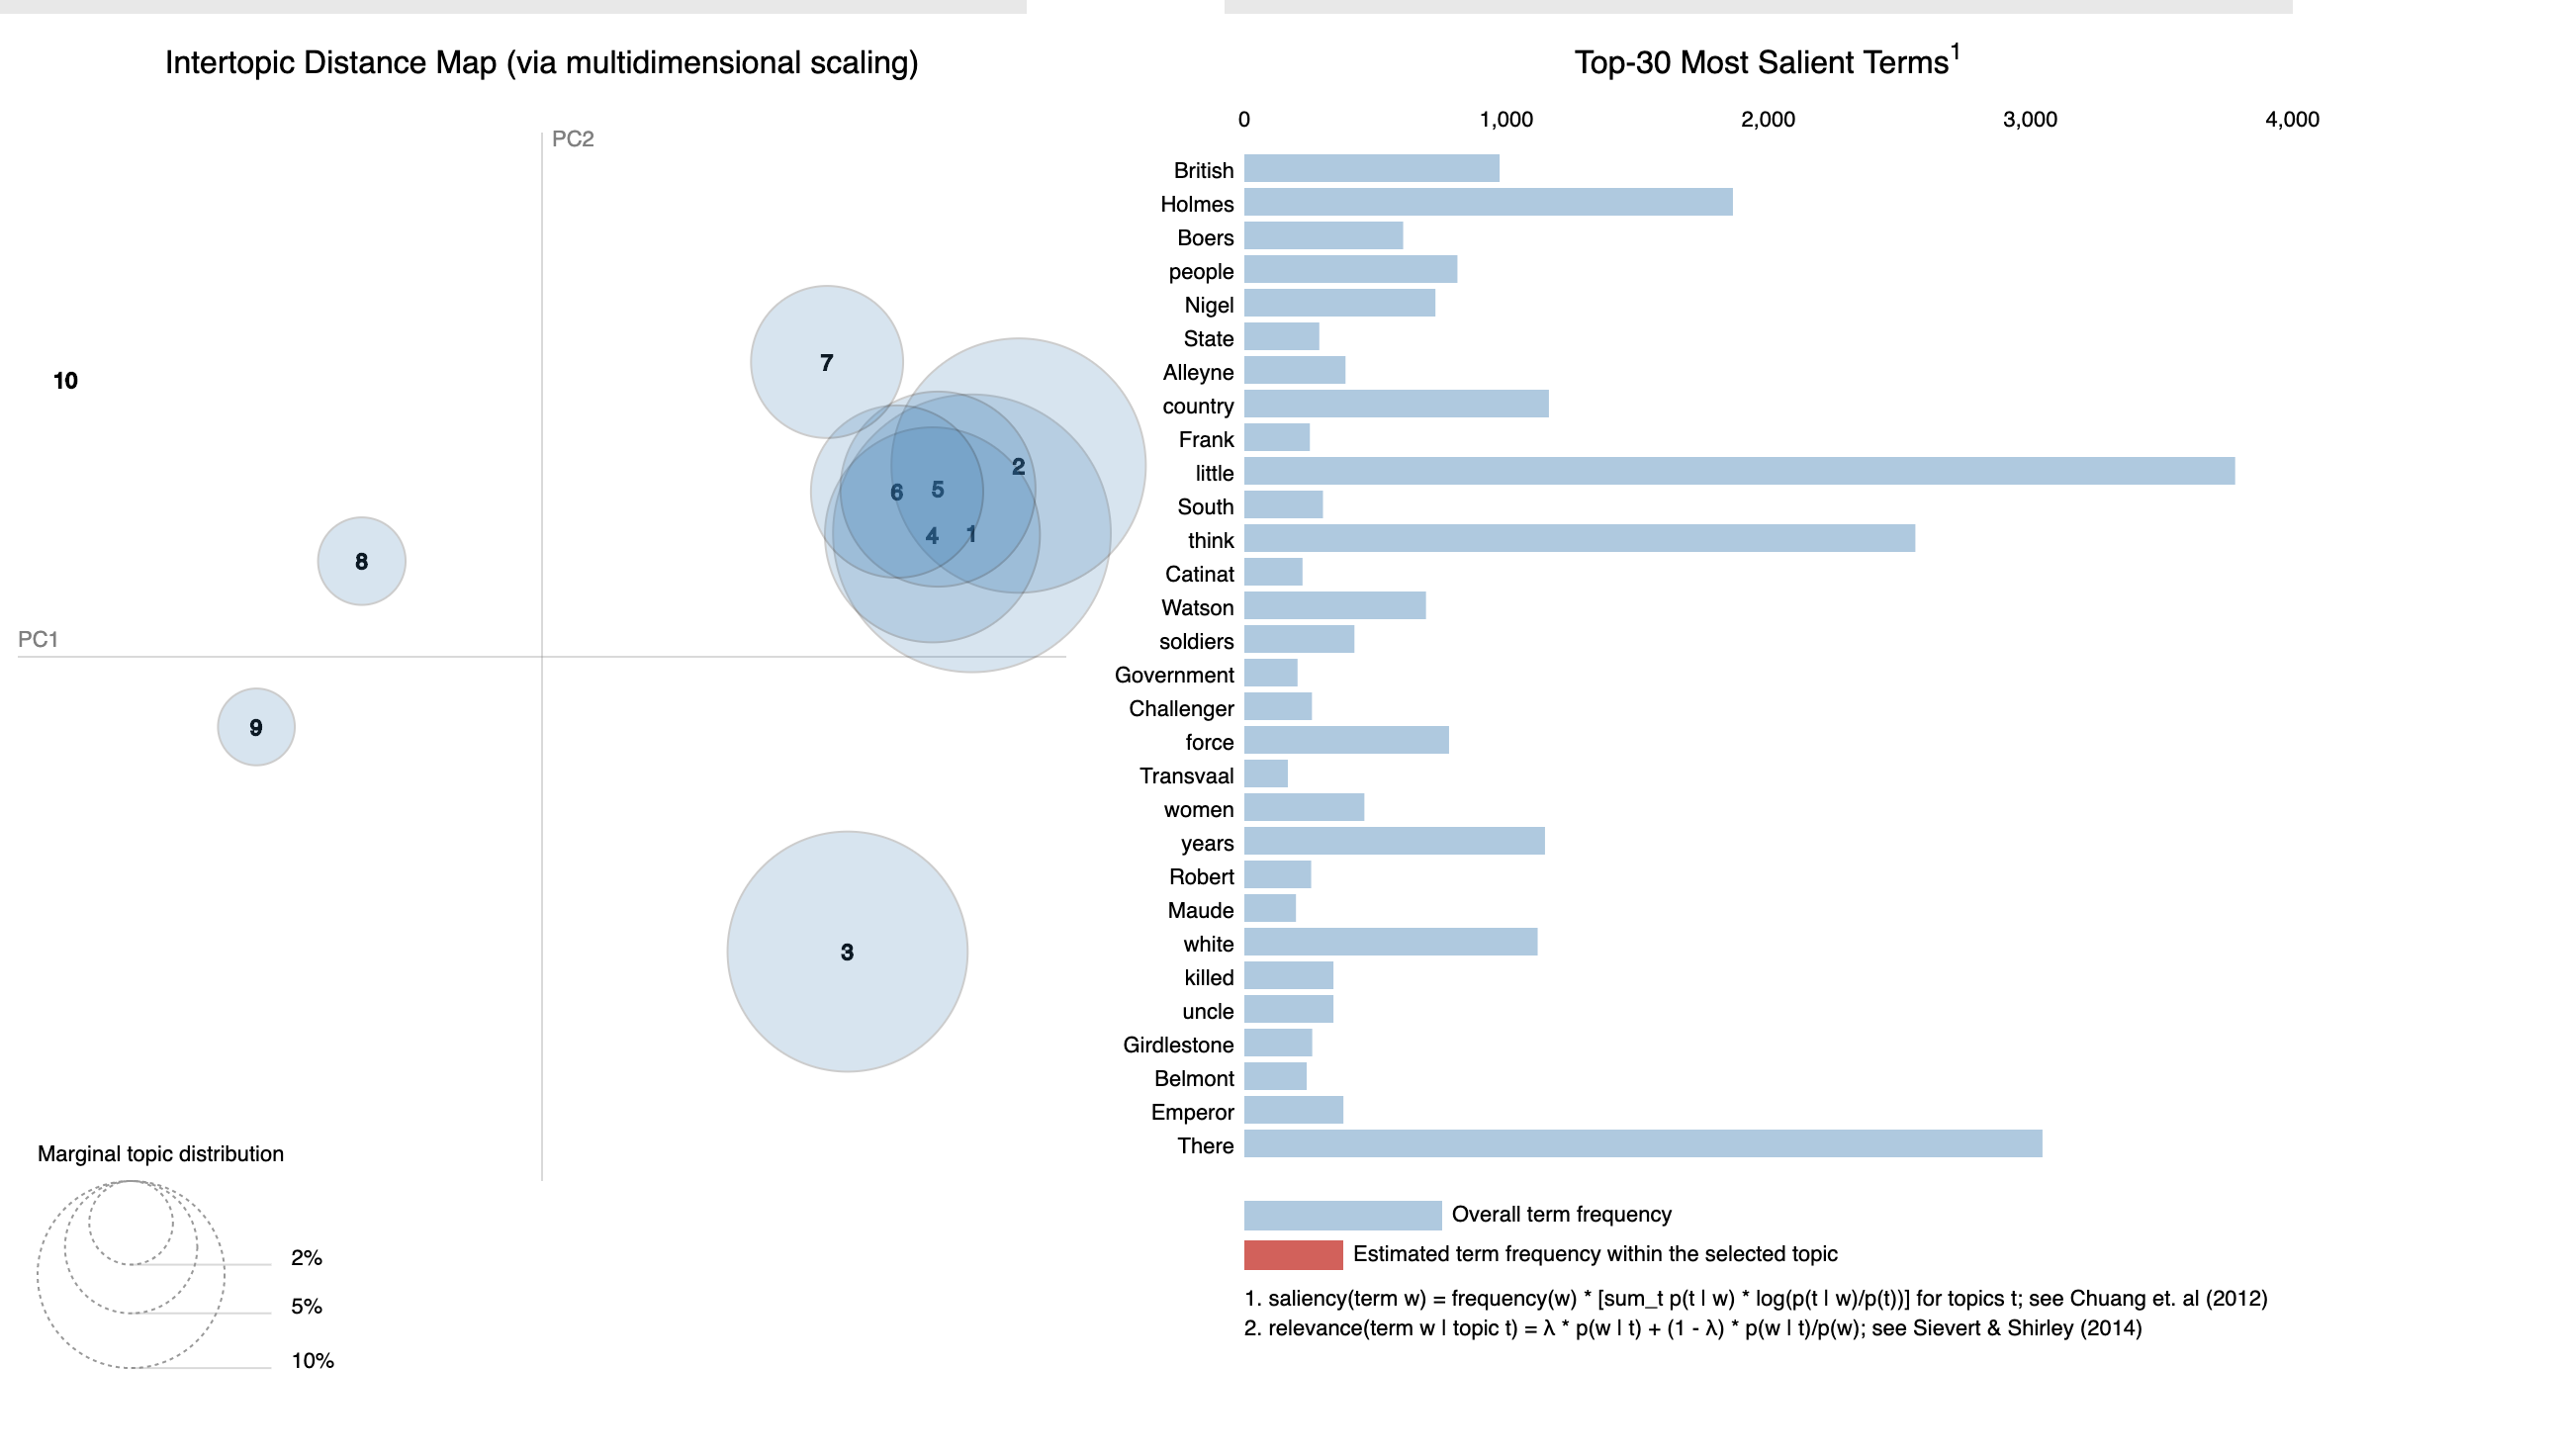 Intertopic Distance Map (via multidimensional scaling)
PC2
PC1
10
7
8
9
2
6
5
4
1
3
Marginal topic distribution
2%
5%
10%
Top-30 Most Salient Terms1
0 1,000 2,000 3,000 4,000
British
Holmes
Boers
people
Nigel
State
Alleyne
country
Frank
little
South
think
Catinat
Watson
soldiers
Government
Challenger
force
Transvaal
women
years
Robert
Maude
white
killed
uncle
Girdlestone
Belmont
Emperor
There
Overall term frequency
Estimated term frequency within the selected topic
1. saliency(term w) = frequency(w) * [sum_t p(t | w) * log(p(t | w)/p(t))] for topics t; see Chuang et. al (2012)
2. relevance(term w | topic t) = λ * p(w | t) + (1 - λ) * p(w | t)/p(w); see Sievert & Shirley (2014)